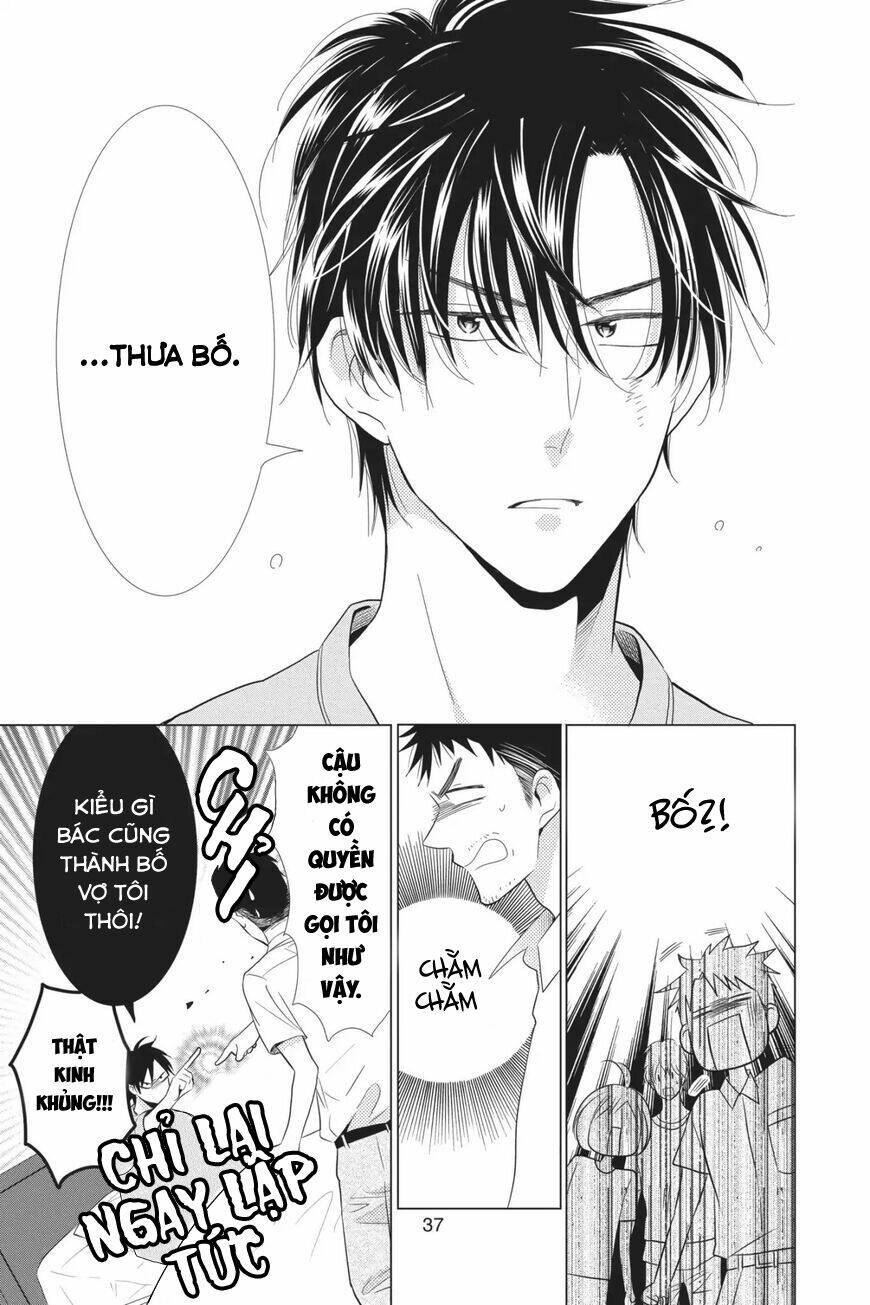 ...THƯA BỐ.
BỐ?!
CHẰM
CHẰM
CẬU
KHÔNG
CÓ
QUYỀN
ĐƯỢC
GỌI TÔI
NHƯ
VẬY.
CHỈ
KIỂU GÌ
BÁC CŨNG
THÀNH BỐ
VỢ TÔI
THÔI!
THẬT
KINH
KHỦNG!!!
CHỈ LẠI
NGAY LẬP
TỨC
37